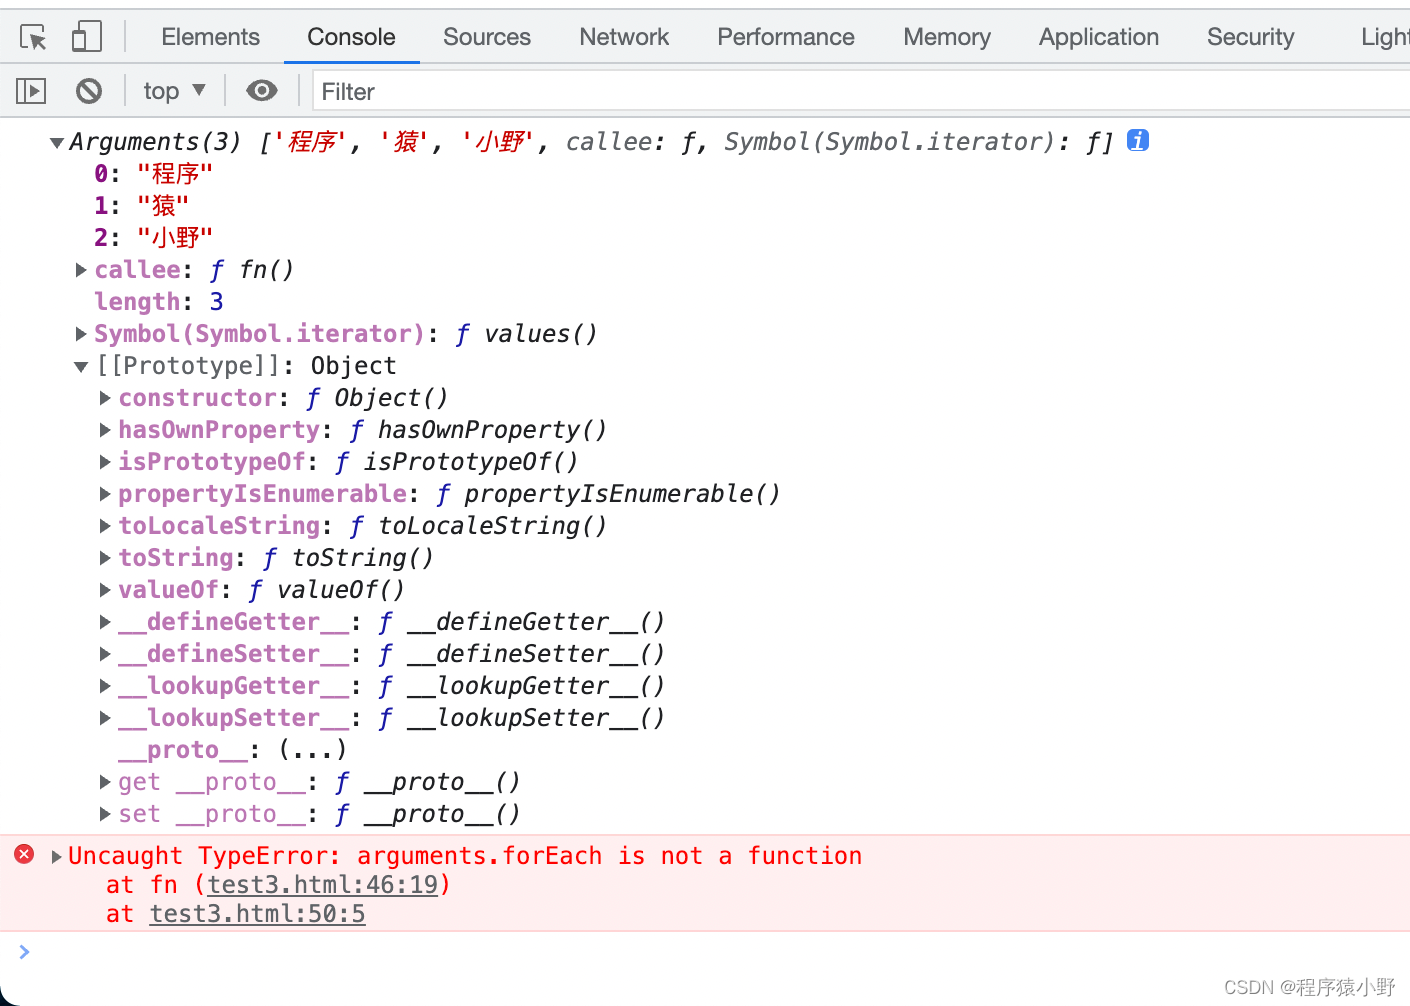 Elements Console Sources Network Performance Memory Application Security Light
top Filter
Arguments(3) ['程序', '猿', '小野', callee: ƒ, Symbol(Symbol.iterator): ƒ] i
0: "程序"
1: "猿"
2: "小野"
callee: ƒ fn()
length: 3
Symbol(Symbol.iterator): ƒ values()
[[Prototype]]: Object
constructor: ƒ Object()
hasOwnProperty: ƒ hasOwnProperty()
isPrototypeOf: ƒ isPrototypeOf()
propertyIsEnumerable: ƒ propertyIsEnumerable()
toLocaleString: ƒ toLocaleString()
toString: ƒ toString()
valueOf: ƒ valueOf()
__defineGetter__: ƒ __defineGetter__()
__defineSetter__: ƒ __defineSetter__()
__lookupGetter__: ƒ __lookupGetter__()
__lookupSetter__: ƒ __lookupSetter__()
__proto__: (...)
get __proto__: ƒ __proto__()
set __proto__: ƒ __proto__()
Uncaught TypeError: arguments.forEach is not a function
at fn (test3.html:46:19)
at test3.html:50:5
CSDN @程序猿小野